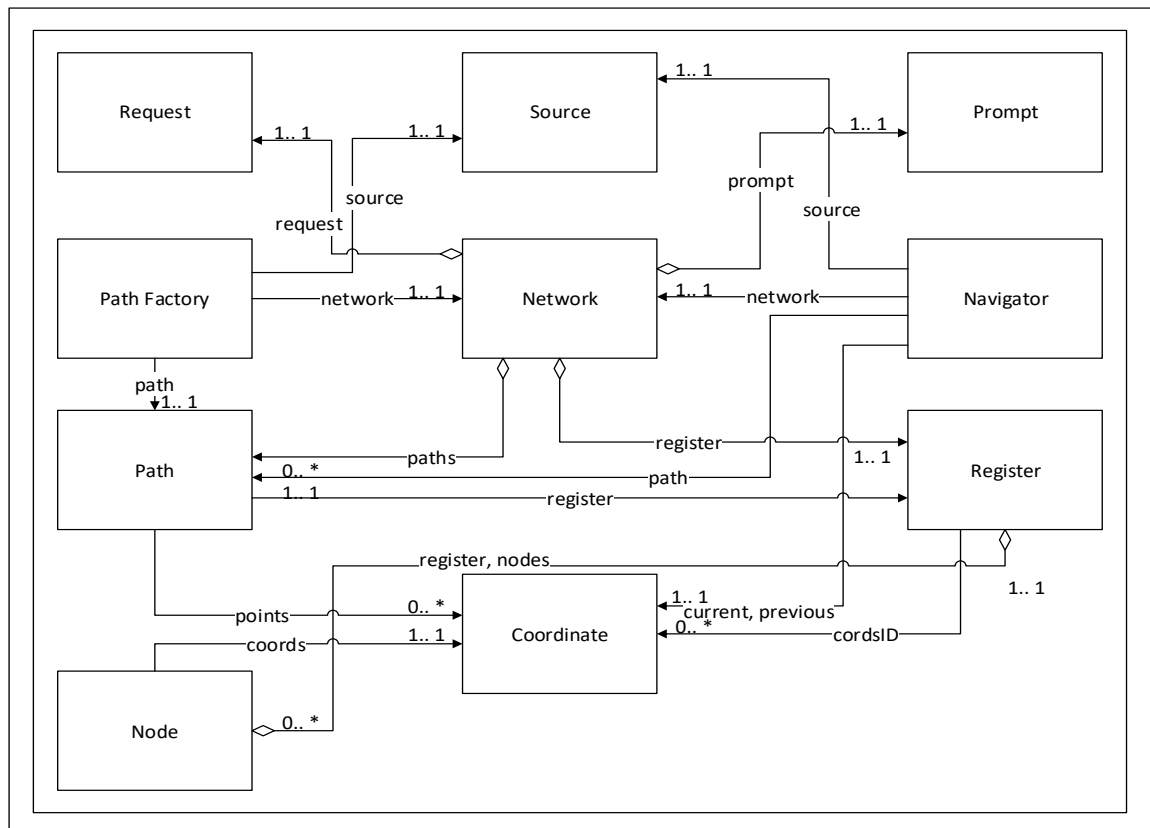 Request
Source
Prompt
1.. 1
1.. 1
1.. 1
1.. 1
prompt
source
source
request
Path Factory
network
1.. 1
Network
1.. 1
network
Navigator
path
1.. 1
Path
paths
register
1.. 1
Register
0.. *
path
1.. 1
register
register, nodes
1.. 1
points
0.. *
Coordinate
1.. 1
current, previous
coords
1.. 1
0.. *
cordsID
Node
0.. *